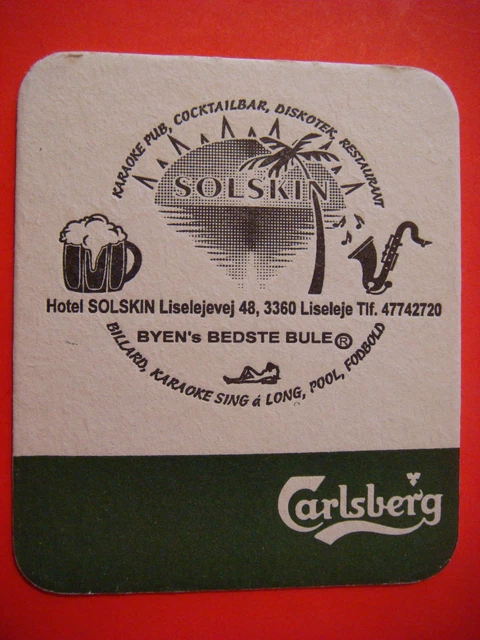 KARAOKE PUB, COCKTAILBAR, DISKOTEK, RESTAURANT
SOLSKIN
Hotel SOLSKIN Liselejevej 48, 3360 Liseleje Tlf. 47742720
BYEN's BEDSTE BULE ®
BILLARD, KARAOKE SING á LONG, POOL, FODBOLD
Carlsberg